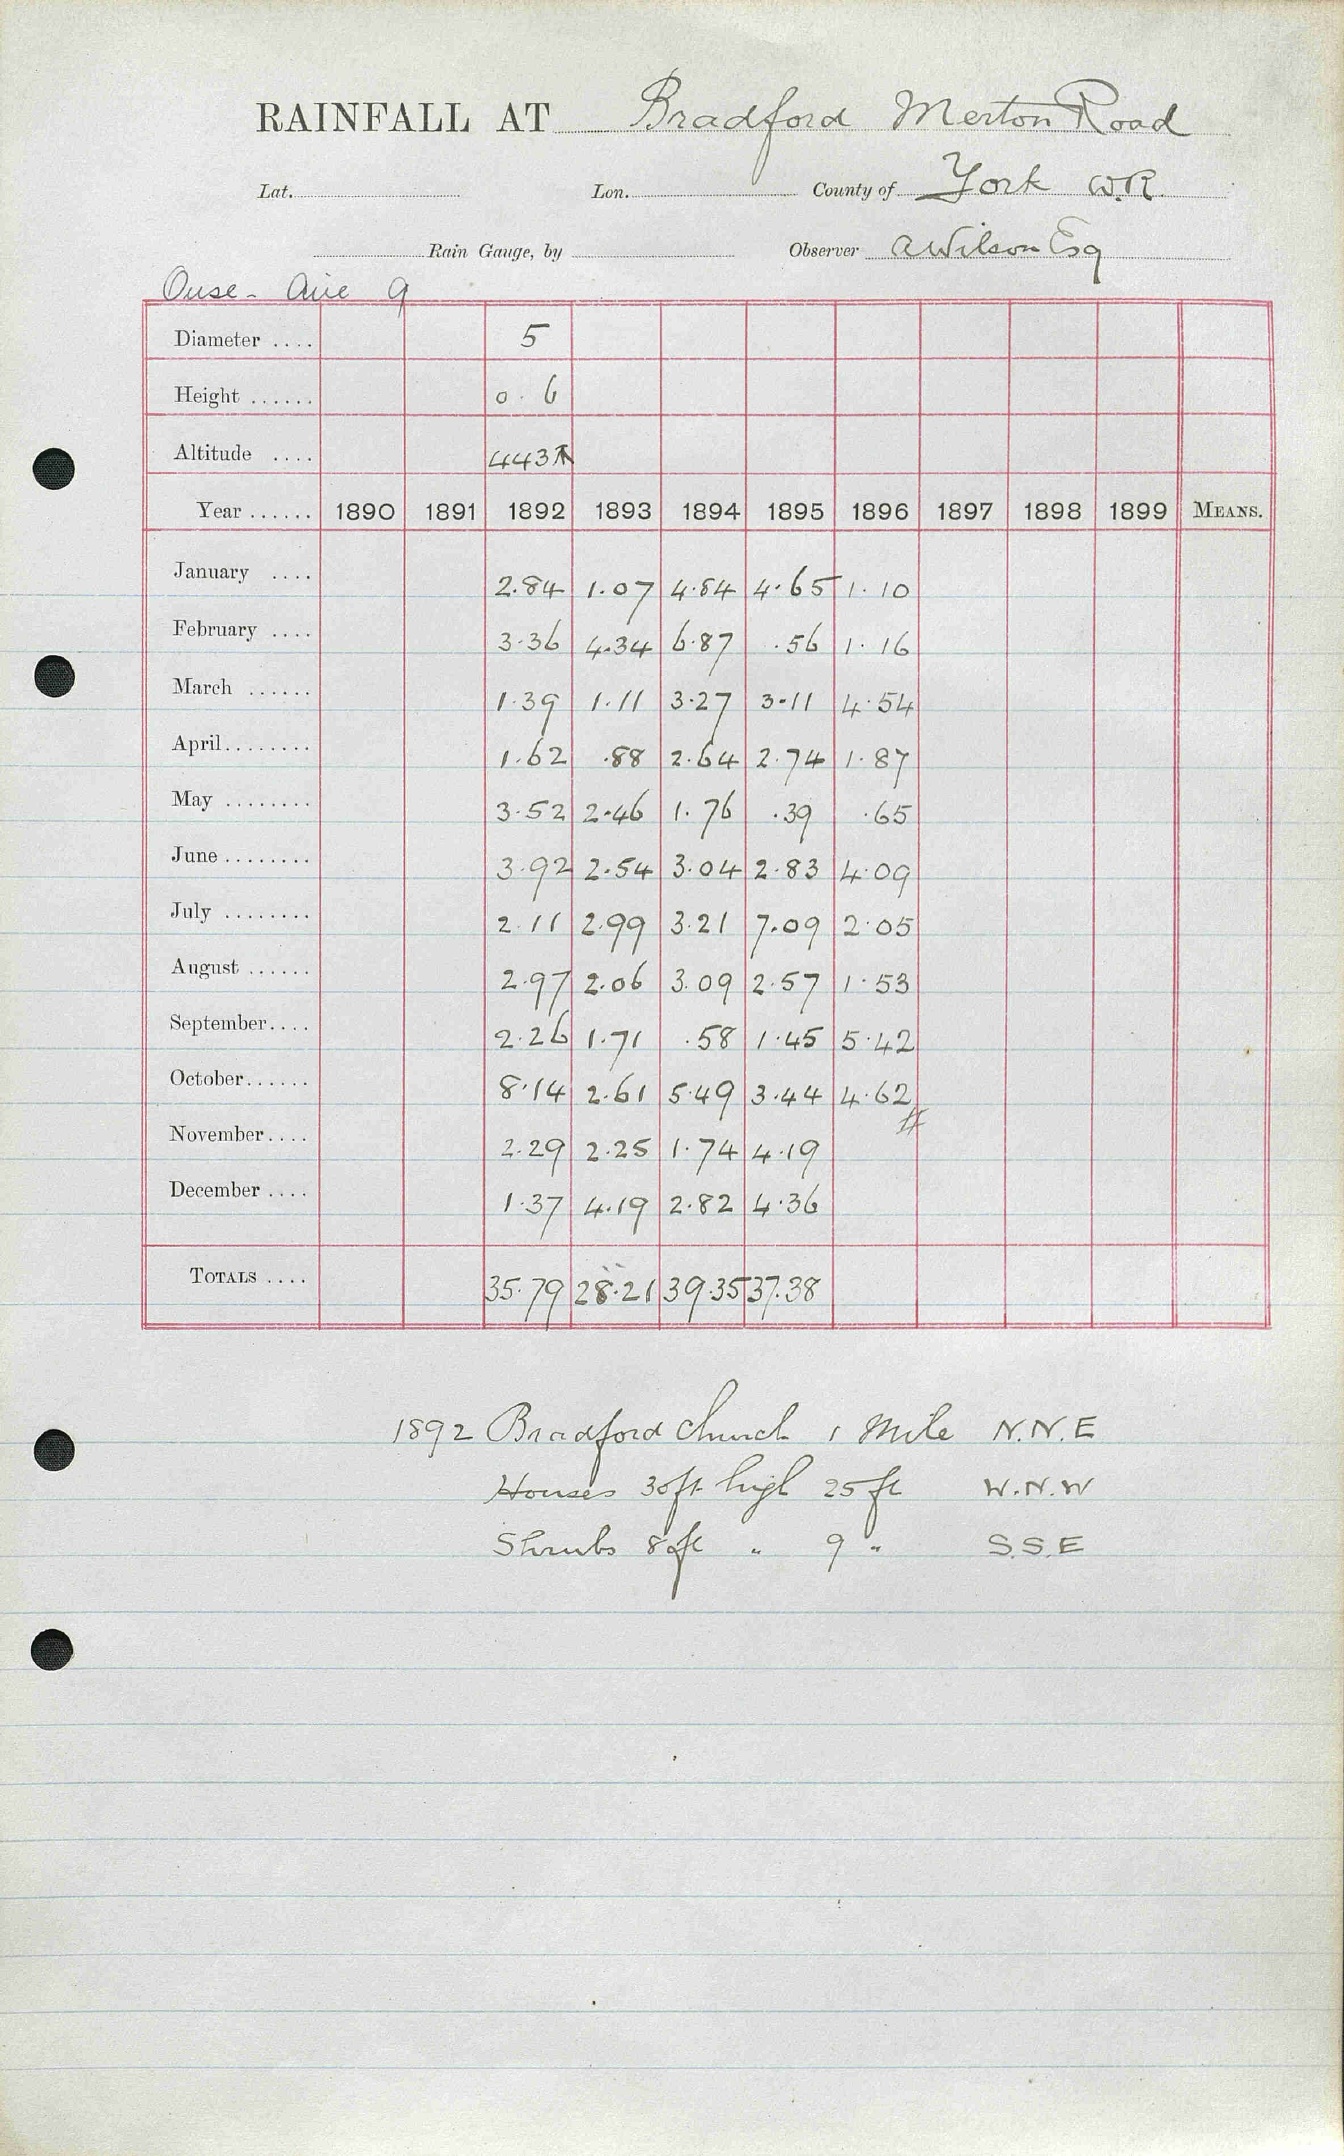 RAINFALL AT Bradford Merton Road
Lat. Lon. County of York W.R.
Rain Gauge, by Observer A Wilson Esq
Ouse - Aire 9
Diameter .... 5
Height ...... 0. 6
Altitude .... 443
Year ...... 1890 1891 1892 1893 1894 1895 1896 1897 1898 1899 MEANS.
January .... 2.84 1.07 4.84 4.65 1.10
February .... 3.36 4.34 6.87 .56 1.16
March ...... 1.39 1.11 3.27 3.11 4.54
April ........ 1.62 .88 2.64 2.74 1.87
May ........ 3.52 2.46 1.76 .39 .65
June ........ 3.92 2.54 3.04 2.83 4.09
July ........ 2.11 2.99 3.21 7.09 2.05
August ...... 2.97 2.06 3.09 2.57 1.53
September.... 2.26 1.71 .58 1.45 5.42
October...... 8.14 2.61 5.49 3.44 4.62
November.... 2.29 2.25 1.74 4.19
December .... 1.37 4.19 2.82 4.36
TOTALS .... 35.79 28.21 39.35 37.38
1892 Bradford Church 1 Mile N.N.E
Houses 30ft high 25 ft W.N.W
Shrubs 8 ft " 9 " S.S.E